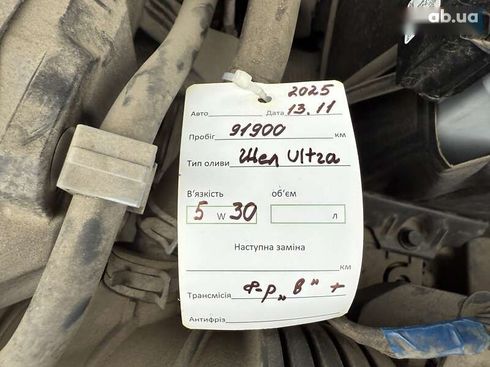 ab.ua
2025
Авто Дата 13.11
Пробіг 91900 км
Тип оливи Шел Ultra
В'язкість об'єм
5 W 30 л
Наступна заміна
км
Трансмісія Ф-р „в" +
Антифріз